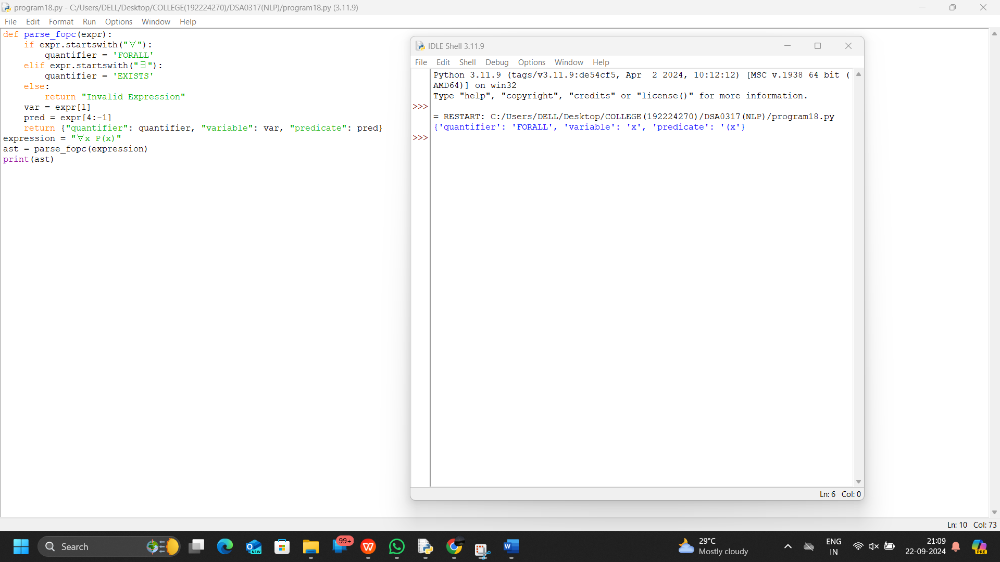 program18.py - C:/Users/DELL/Desktop/COLLEGE(192224270)/DSA0317(NLP)/program18.py (3.11.9)
File Edit Format Run Options Window Help
def parse_fopc(expr):
    if expr.startswith("∀"):
        quantifier = 'FORALL'
    elif expr.startswith("∃"):
        quantifier = 'EXISTS'
    else:
        return "Invalid Expression"
    var = expr[1]
    pred = expr[4:-1]
    return {"quantifier": quantifier, "variable": var, "predicate": pred}
expression = "∀x P(x)"
ast = parse_fopc(expression)
print(ast)
IDLE Shell 3.11.9
File Edit Shell Debug Options Window Help
Python 3.11.9 (tags/v3.11.9:de54cf5, Apr  2 2024, 10:12:12) [MSC v.1938 64 bit (
AMD64)] on win32
Type "help", "copyright", "credits" or "license()" for more information.
>>>
= RESTART: C:/Users/DELL/Desktop/COLLEGE(192224270)/DSA0317(NLP)/program18.py
{'quantifier': 'FORALL', 'variable': 'x', 'predicate': '(x'}
>>>
Ln: 6 Col: 0
Ln: 10 Col: 73
Search
NEW
99+
W
W
29°C
Mostly cloudy
ENG
IN
21:09
22-09-2024
PRE